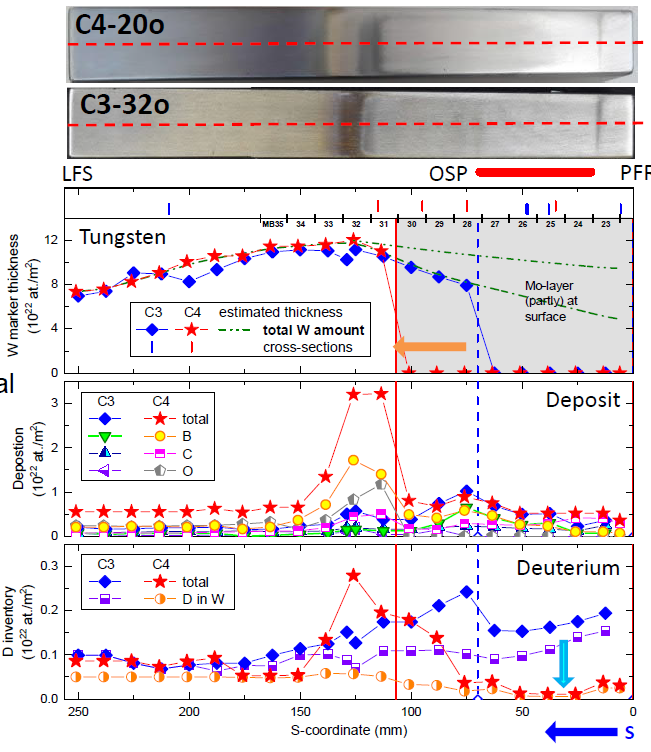 C4-20o
C3-32o
LFS OSP PFR
MB35 34 33 32 31 30 29 28 27 26 25 24 23
Tungsten
W marker thickness
(10²² at./m²)
12
8
4
0
Mo-layer
(partly) at
surface
C3 C4 estimated thickness
total W amount
cross-sections
al
Deposit
Depostion
(10²² at./m²)
3
2
1
0
C3 C4
total
B
C
O
Deuterium
D inventory
(10²² at./m²)
0.3
0.2
0.1
0.0
C3 C4
total
D in W
250 200 150 100 50 0
S-coordinate (mm)
s